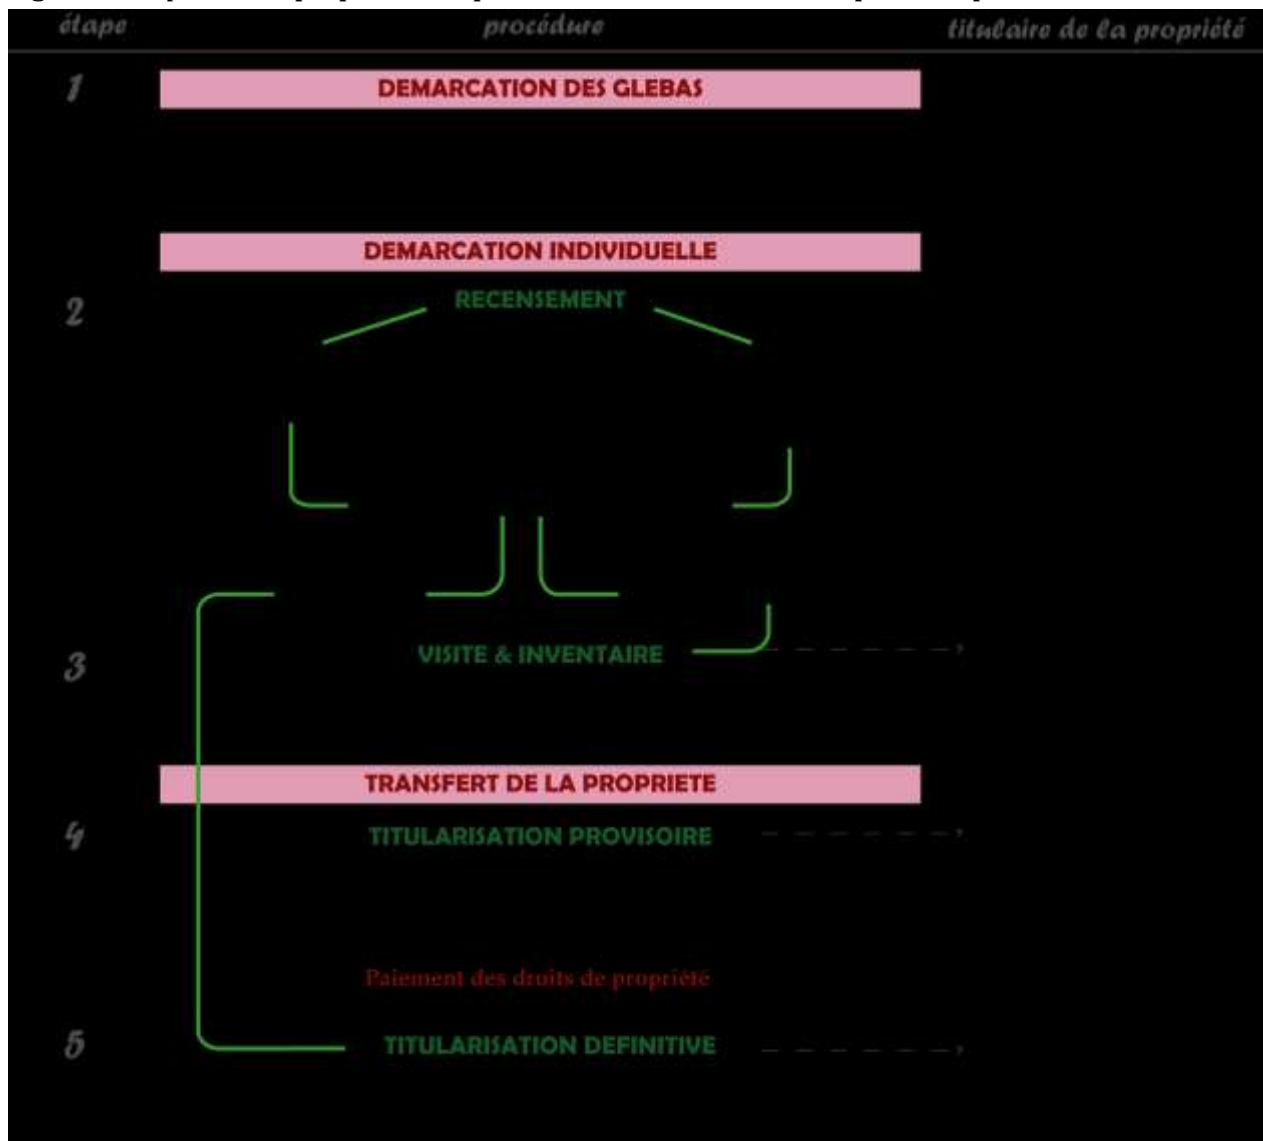 étape procédure titulaire de la propriété
1 DEMARCATION DES GLEBAS
DEMARCATION INDIVIDUELLE
2 RECENSEMENT
3 VISITE & INVENTAIRE
TRANSFERT DE LA PROPRIETE
4 TITULARISATION PROVISOIRE
Paiement des droits de propriété
5 TITULARISATION DEFINITIVE